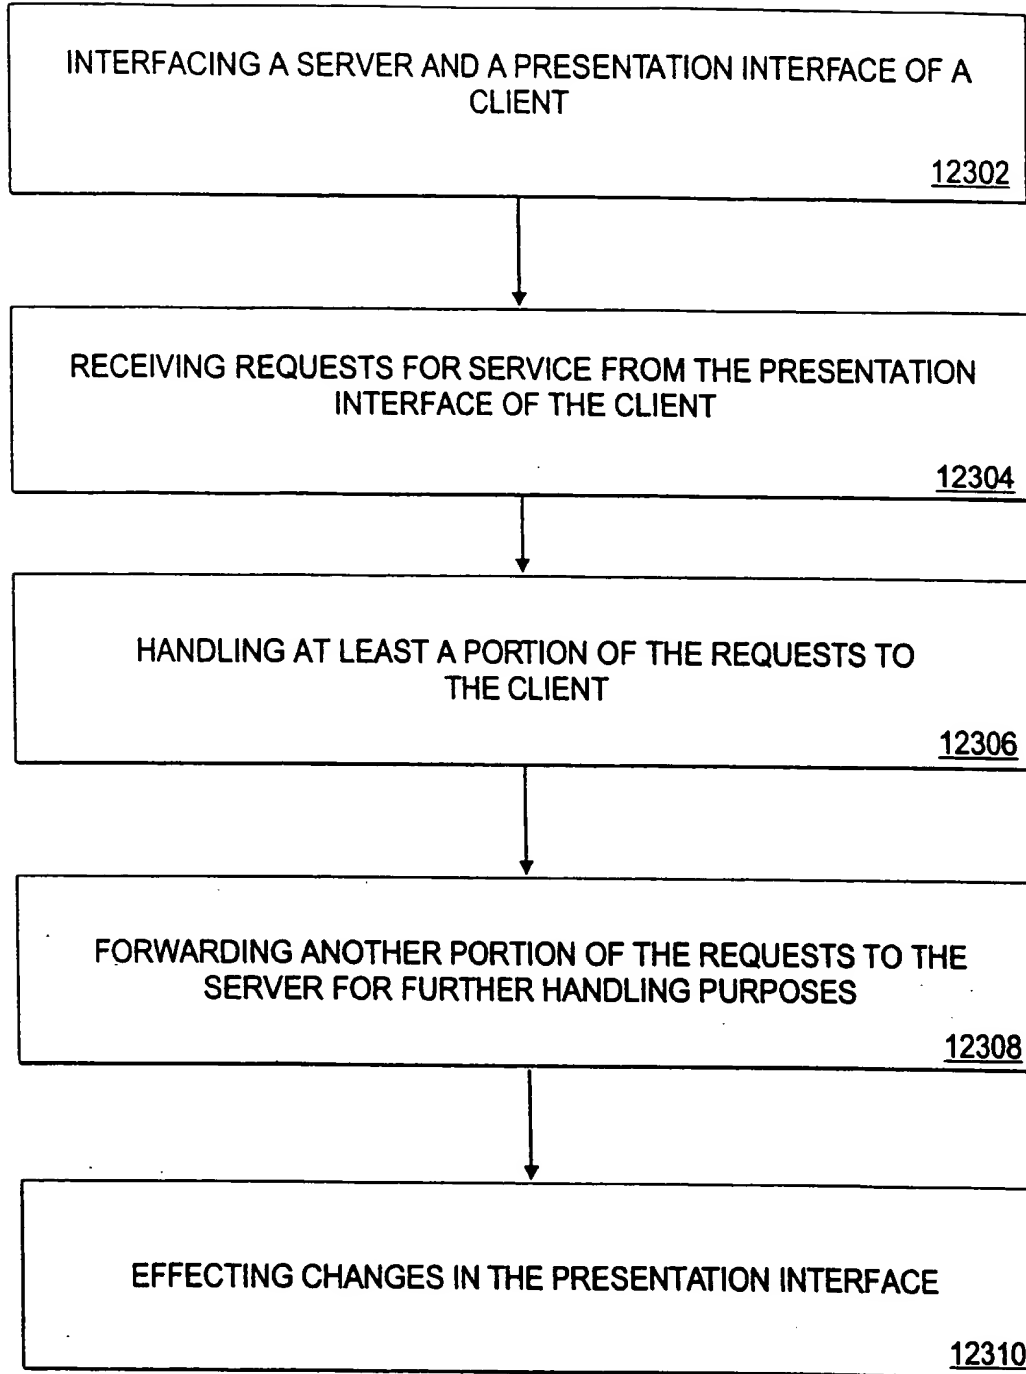 INTERFACING A SERVER AND A PRESENTATION INTERFACE OF A
CLIENT
12302
RECEIVING REQUESTS FOR SERVICE FROM THE PRESENTATION
INTERFACE OF THE CLIENT
12304
HANDLING AT LEAST A PORTION OF THE REQUESTS TO
THE CLIENT
12306
FORWARDING ANOTHER PORTION OF THE REQUESTS TO THE
SERVER FOR FURTHER HANDLING PURPOSES
12308
EFFECTING CHANGES IN THE PRESENTATION INTERFACE
12310